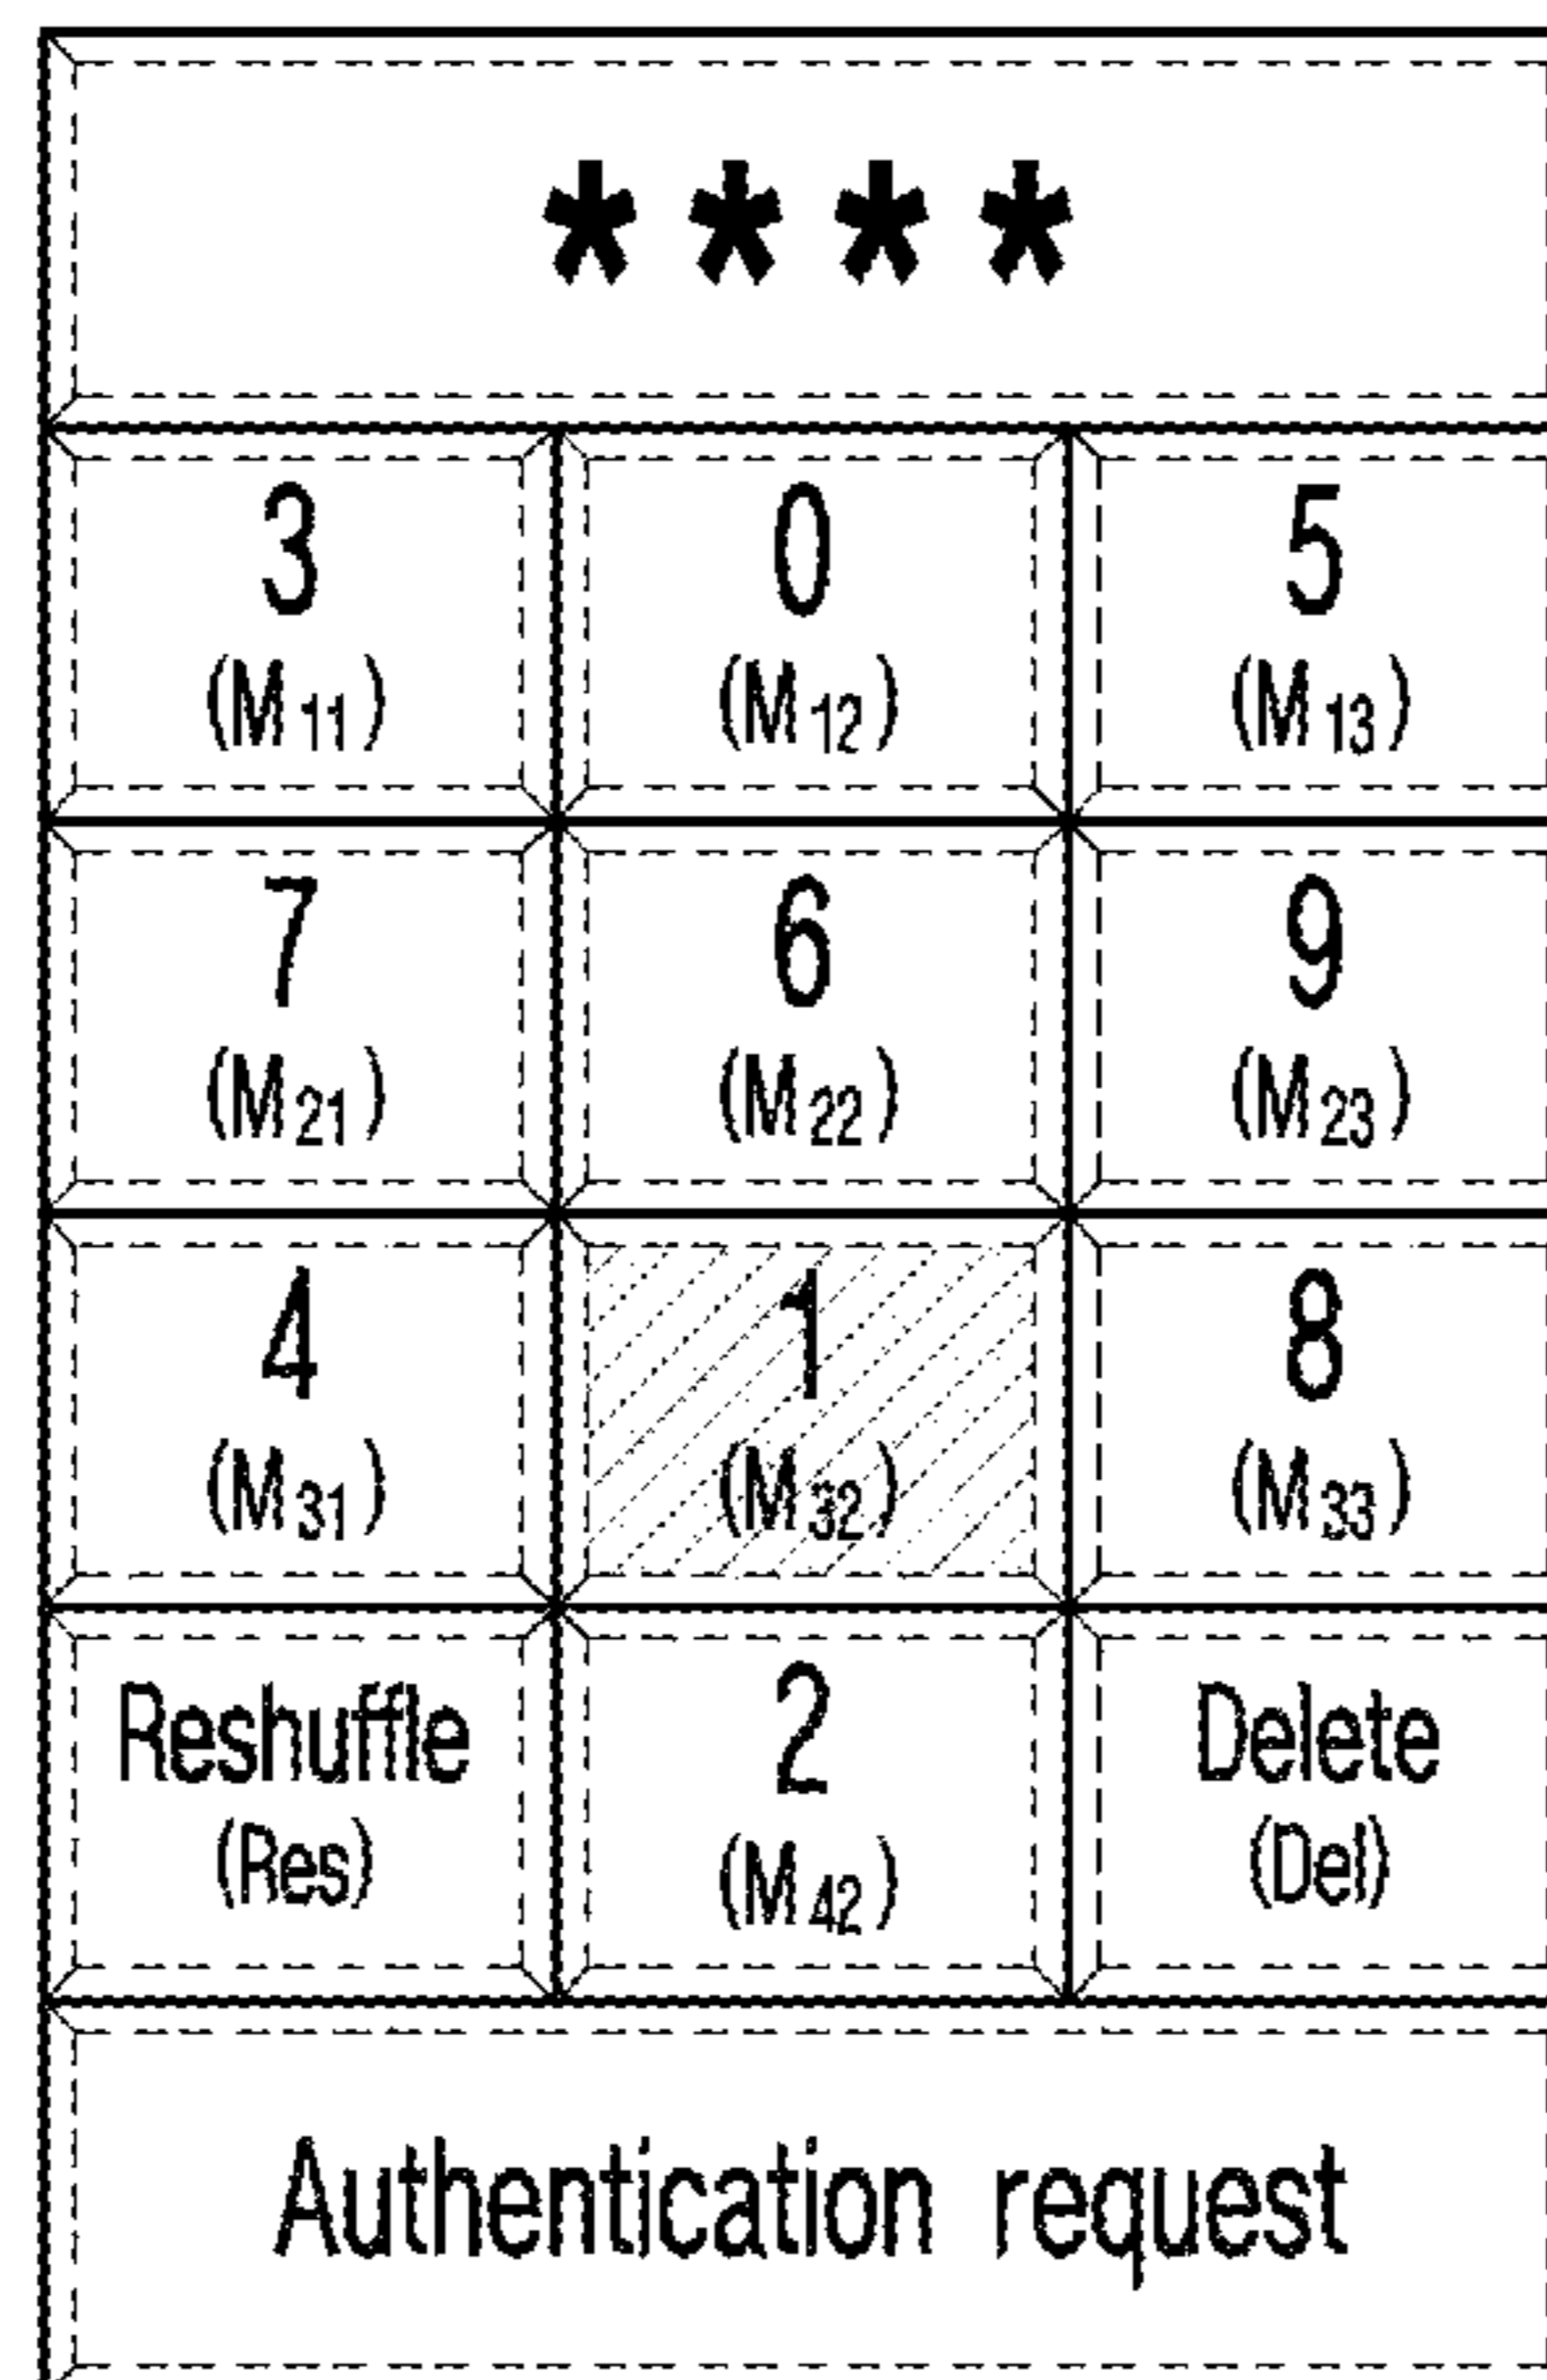 ****
3 0 5
(M11) (M12) (M13)
7 6 9
(M21) (M22) (M23)
4 1 8
(M31) (M32) (M33)
Reshuffle 2 Delete
(Res) (M42) (Del)
Authentication request